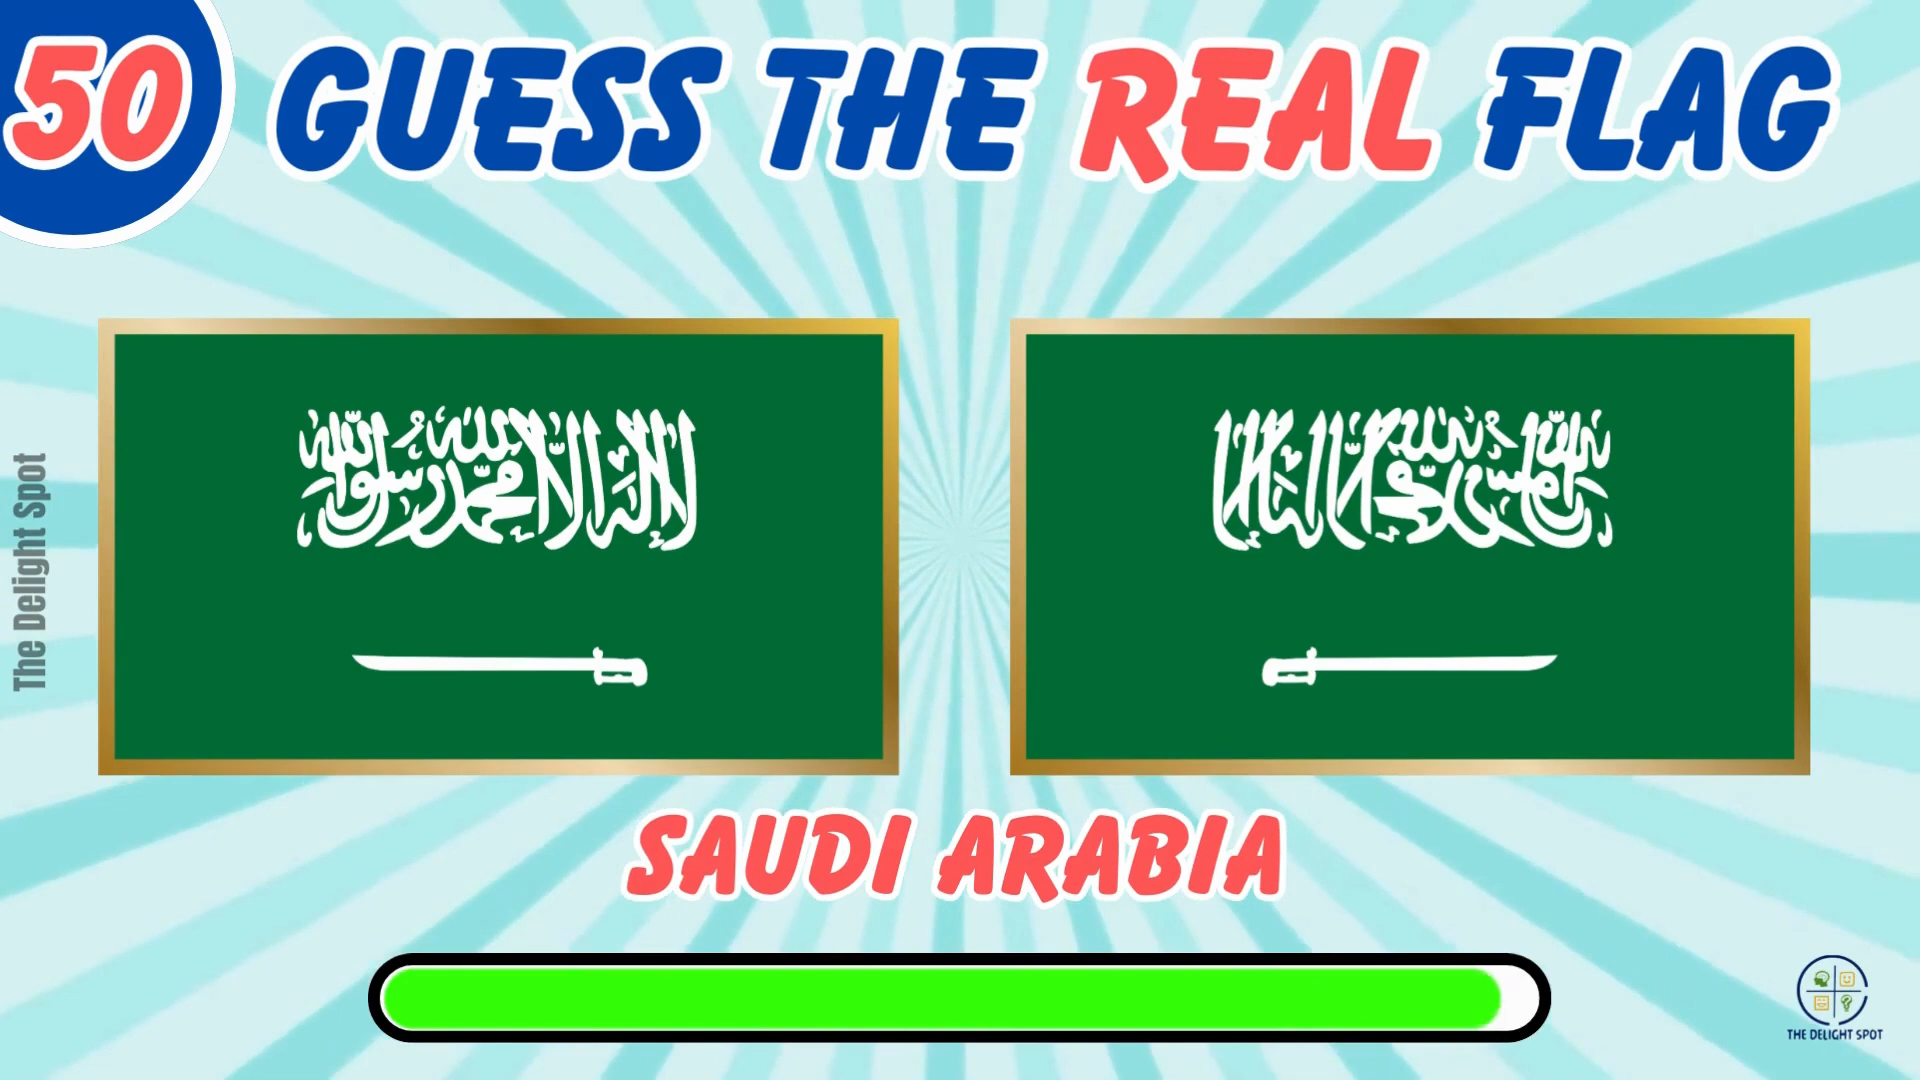 50
GUESS THE REAL FLAG
لا إله إلا الله محمد رسول الله
SAUDI ARABIA
The Delight Spot
THE DELIGHT SPOT